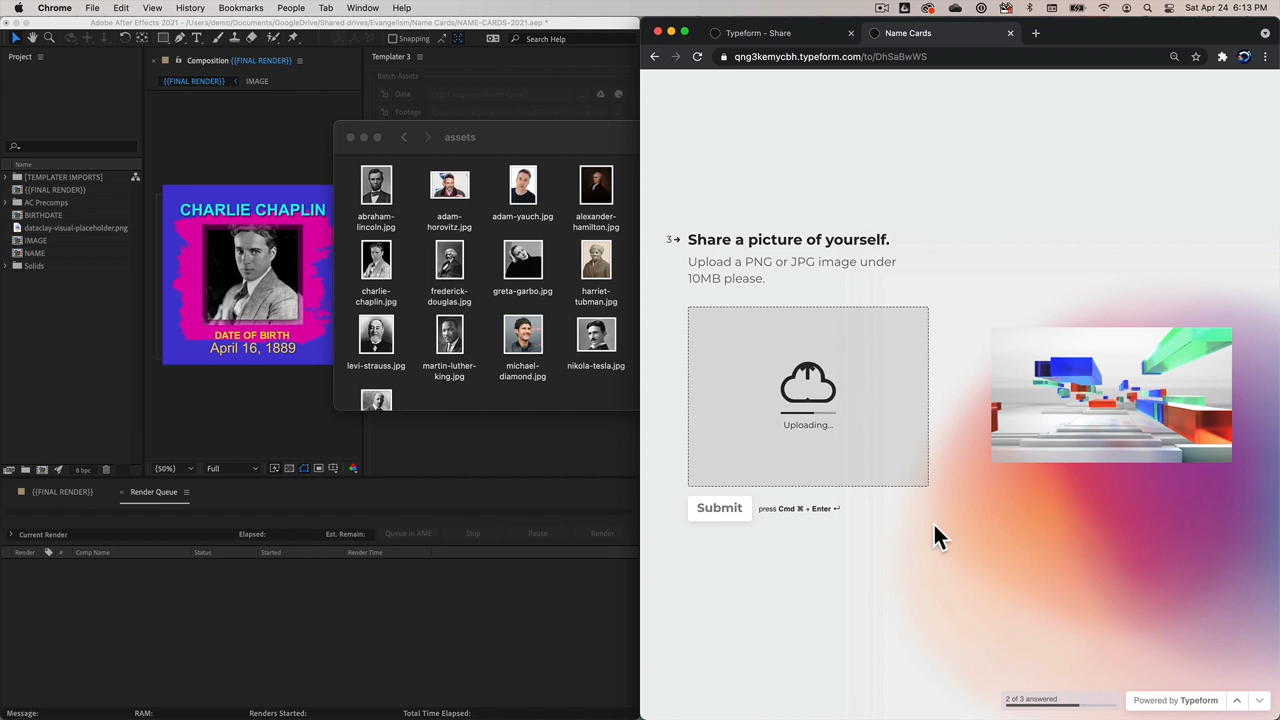 Chrome File Edit View History Bookmarks People Tab Window Help
Sat Apr 24 6:13 PM
Adobe After Effects 2021 - /Users/demo/Documents/GoogleDrive/Shared drives/Evangelism/Name Cards/NAME-CARDS-2021.aep *
Snapping
Search Help
Project
Composition {{FINAL RENDER}}
Templater 3
{{FINAL RENDER}} IMAGE
Batch Assets
Data
Footage
Name
[TEMPLATER IMPORTS]
{{FINAL RENDER}}
AC Precomps
BIRTHDATE
dataclay-visual-placeholder.png
IMAGE
NAME
Solids
CHARLIE CHAPLIN
DATE OF BIRTH
April 16, 1889
assets
abraham-lincoln.jpg
adam-horovitz.jpg
adam-yauch.jpg
alexander-hamilton.jpg
charlie-chaplin.jpg
frederick-douglas.jpg
greta-garbo.jpg
harriet-tubman.jpg
levi-strauss.jpg
martin-luther-king.jpg
michael-diamond.jpg
nikola-tesla.jpg
8 bpc
(50%) Full
{{FINAL RENDER}} Render Queue
Current Render Elapsed: Est. Remain: Queue in AME Stop Pause Render
Render # Comp Name Status Started Render Time
Message: RAM: Renders Started: Total Time Elapsed:
Typeform - Share
Name Cards
qng3kemycbh.typeform.com/to/DhSaBwWS
3 Share a picture of yourself.
Upload a PNG or JPG image under
10MB please.
Uploading...
Submit press Cmd ⌘ + Enter ↵
2 of 3 answered
Powered by Typeform